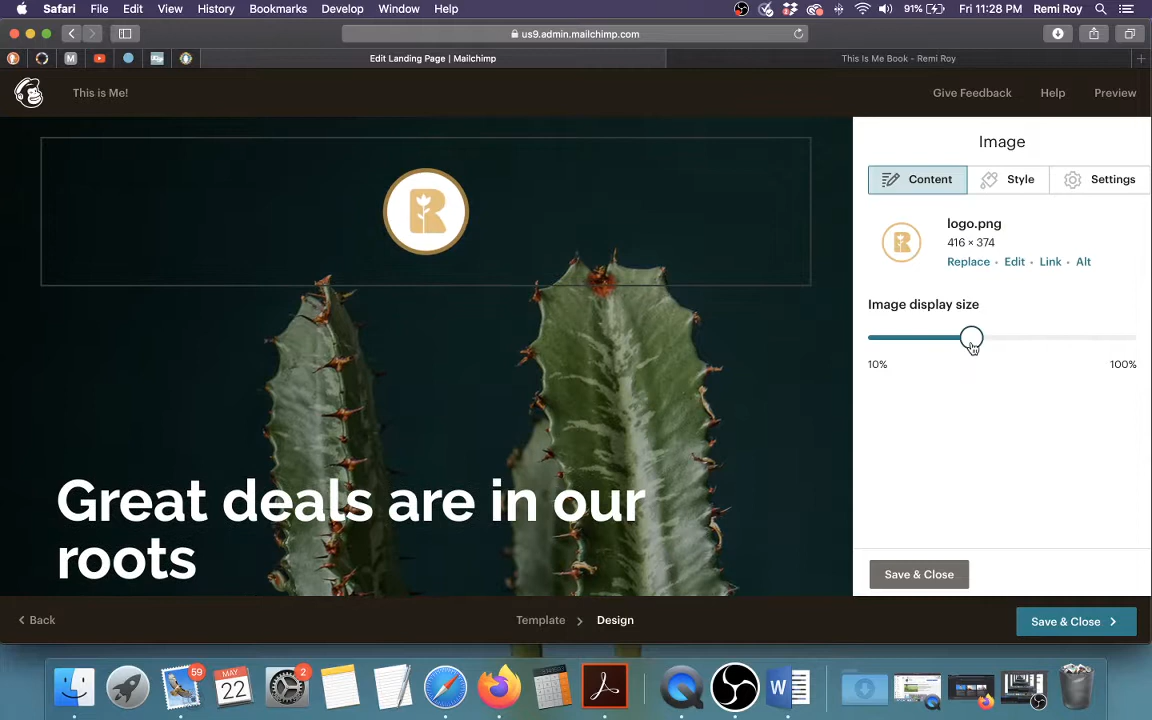 Safari File Edit View History Bookmarks Develop Window Help 91% Fri 11:28 PM Remi Roy
us9.admin.mailchimp.com
M Edit Landing Page | Mailchimp This Is Me Book - Remi Roy
This is Me! Give Feedback Help Preview
Image
Content Style Settings
R
logo.png
R
416 × 374
Replace • Edit • Link • Alt
Image display size
10% 100%
Great deals are in our
roots
Save & Close
Back Template Design Save & Close
59
MAY
22
2
W